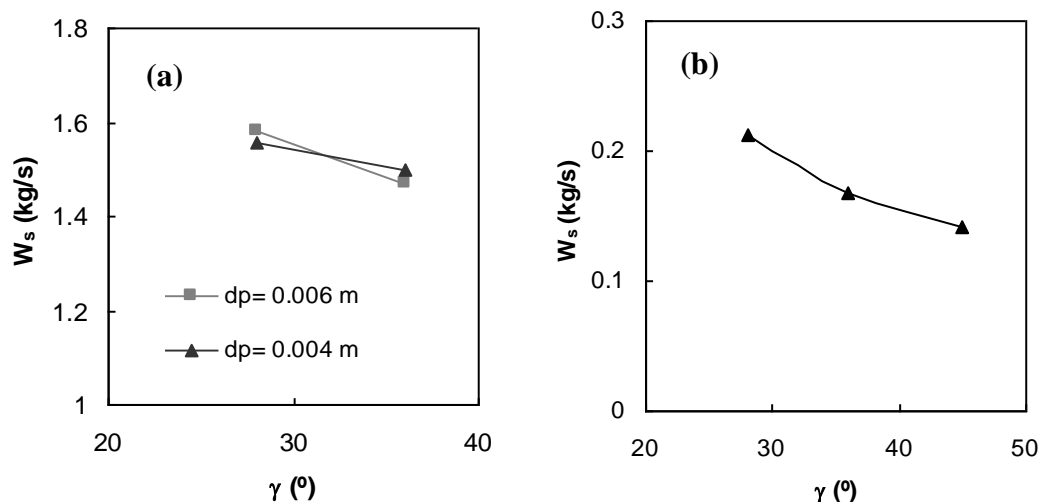 (a)
1.8
1.6
1.4
1.2
1
Wₛ (kg/s)
dp= 0.006 m
dp= 0.004 m
20 30 40
γ (º)
(b)
0.3
0.2
0.1
0
Wₛ (kg/s)
20 30 40 50
γ (º)